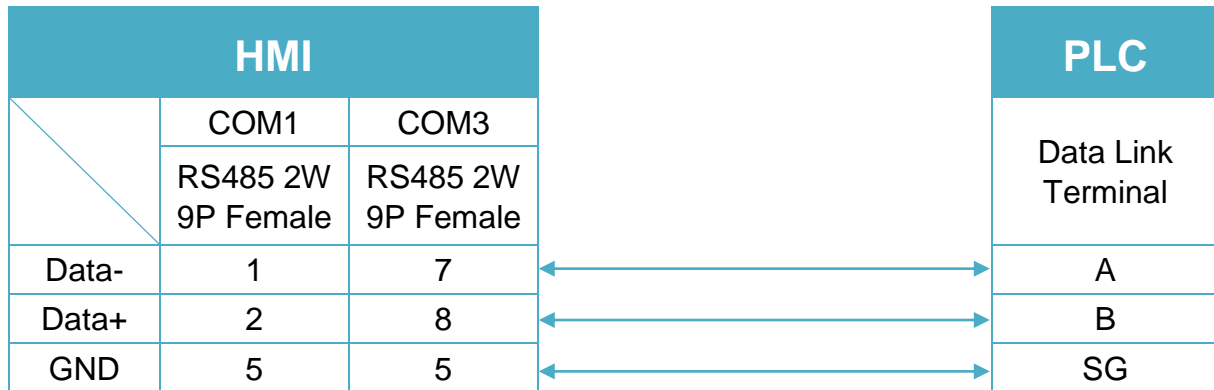 HMI PLC
COM1 COM3
Data Link
Terminal
RS485 2W RS485 2W
9P Female 9P Female
Data- 1 7 A
Data+ 2 8 B
GND 5 5 SG